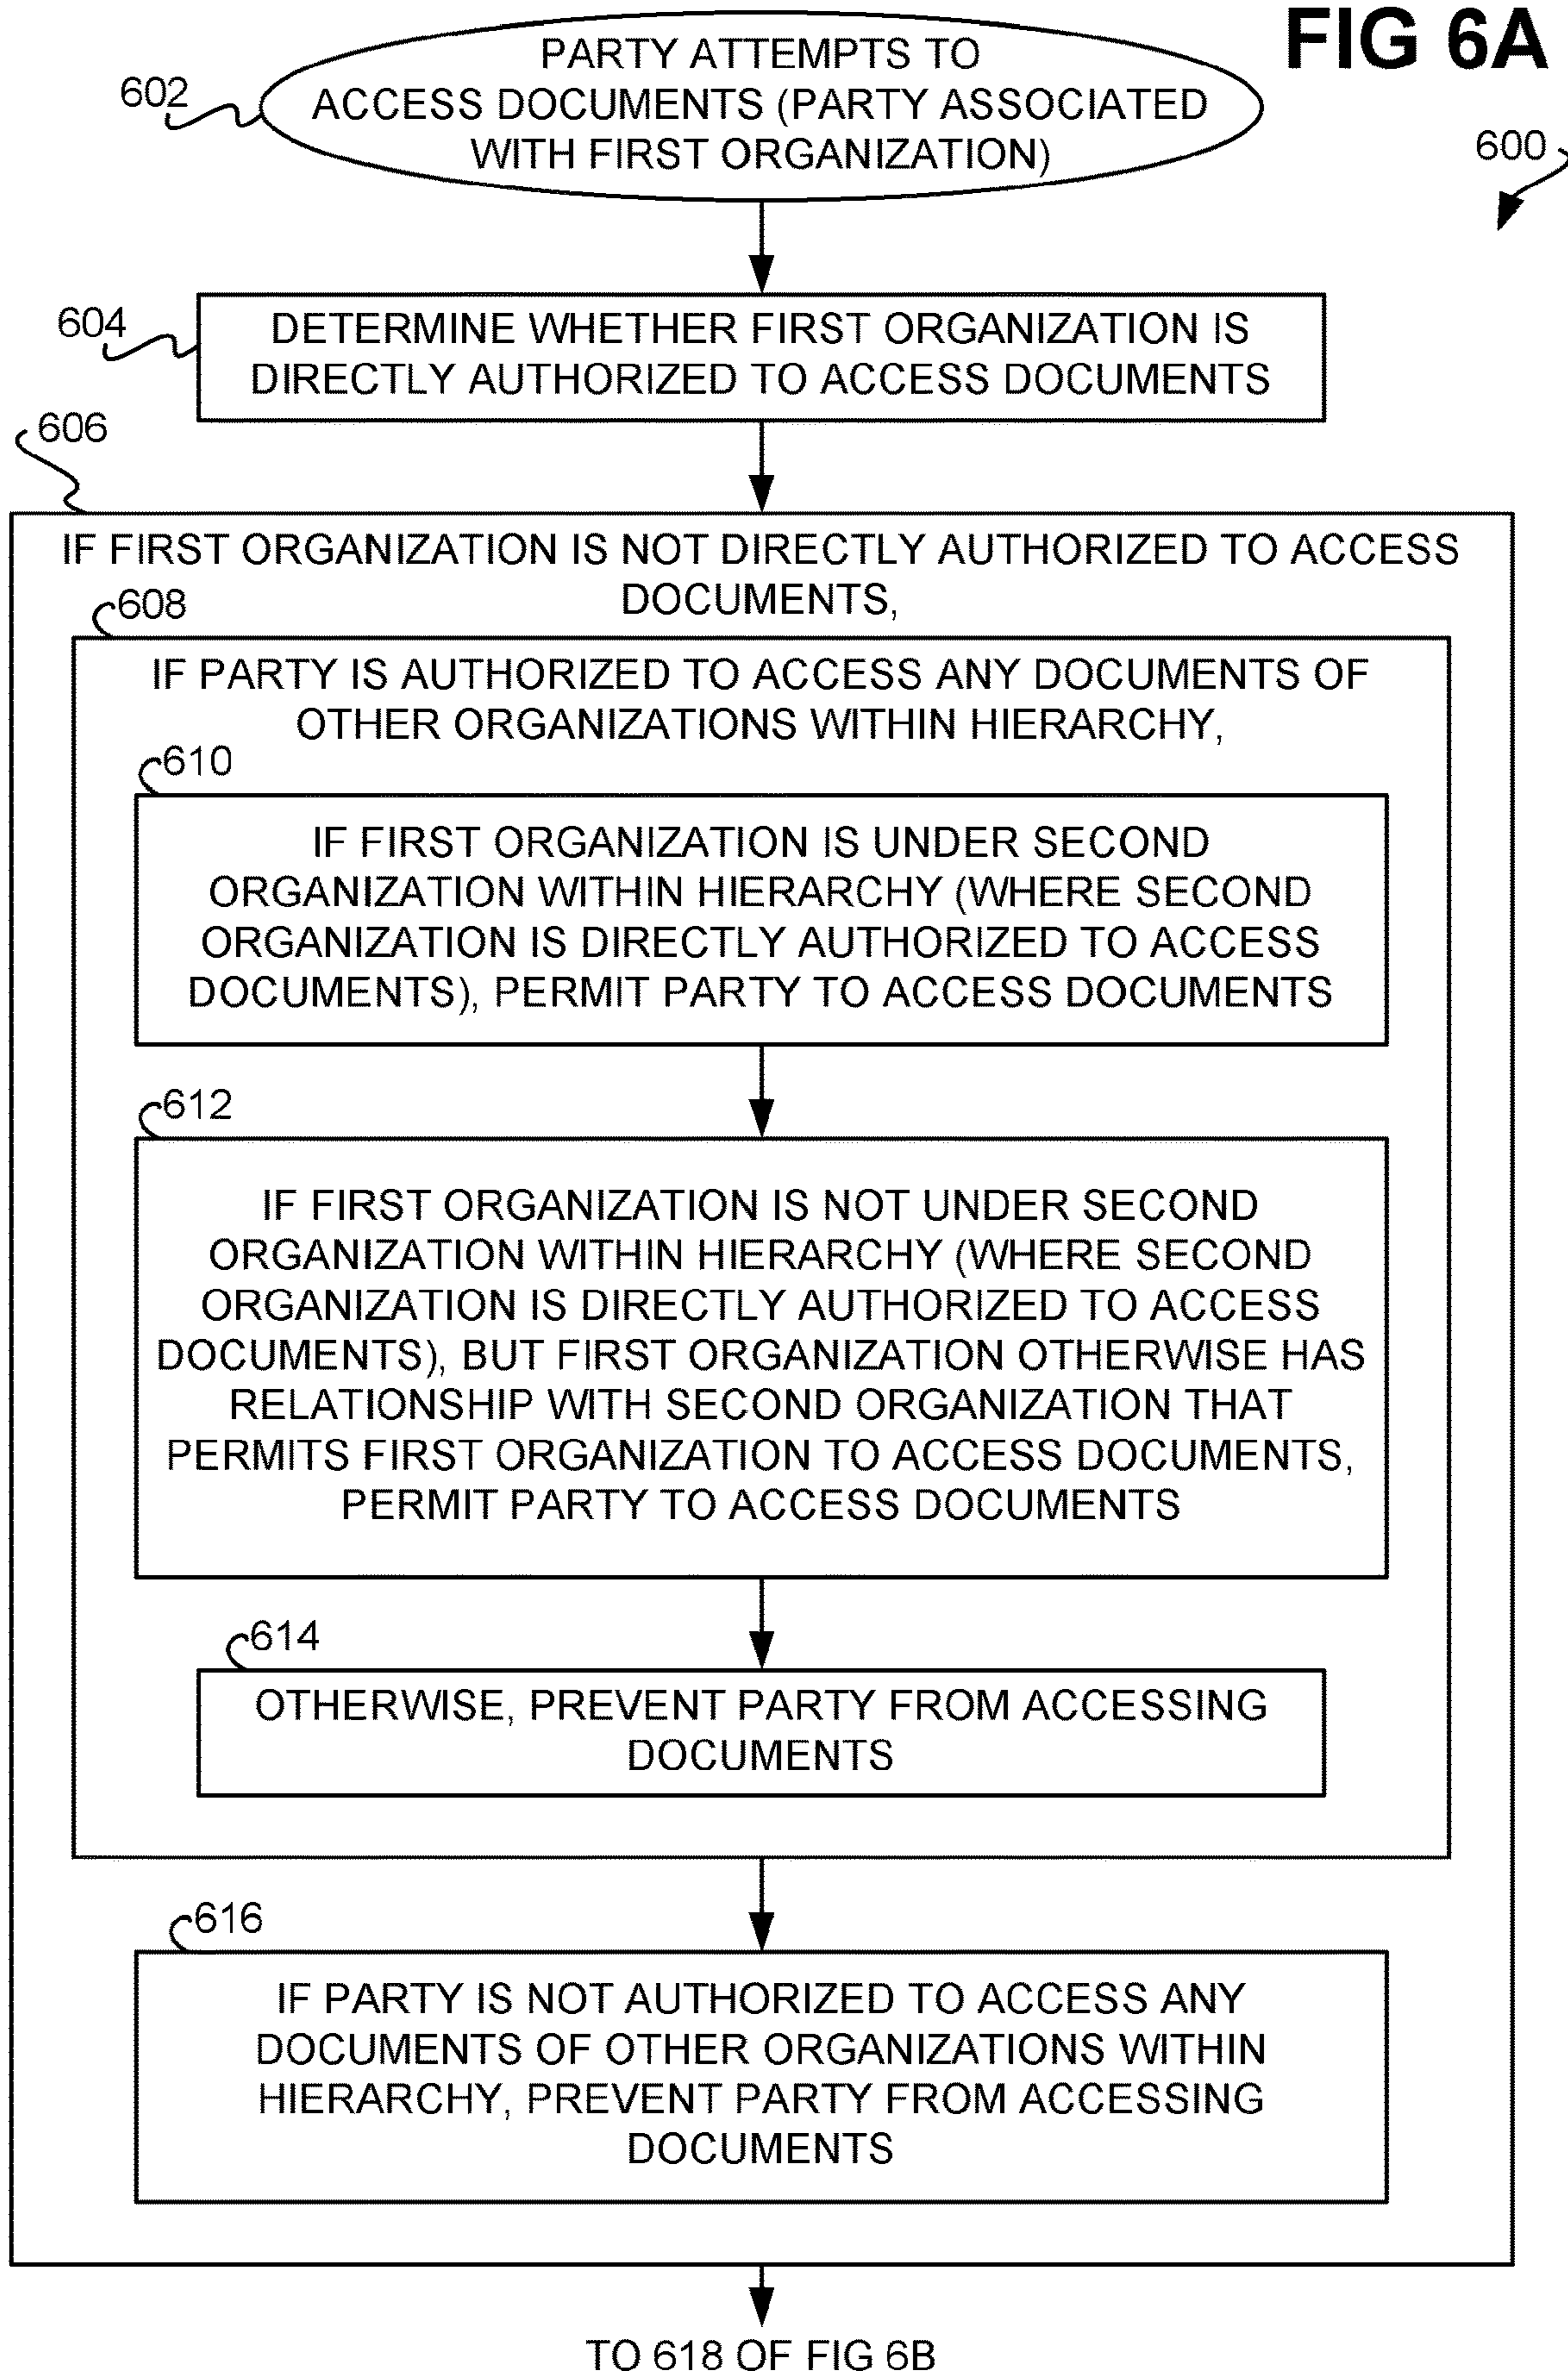 FIG 6A
PARTY ATTEMPTS TO
602
ACCESS DOCUMENTS (PARTY ASSOCIATED
WITH FIRST ORGANIZATION)
600
604
DETERMINE WHETHER FIRST ORGANIZATION IS
DIRECTLY AUTHORIZED TO ACCESS DOCUMENTS
606
IF FIRST ORGANIZATION IS NOT DIRECTLY AUTHORIZED TO ACCESS
DOCUMENTS,
608
IF PARTY IS AUTHORIZED TO ACCESS ANY DOCUMENTS OF
OTHER ORGANIZATIONS WITHIN HIERARCHY,
610
IF FIRST ORGANIZATION IS UNDER SECOND
ORGANIZATION WITHIN HIERARCHY (WHERE SECOND
ORGANIZATION IS DIRECTLY AUTHORIZED TO ACCESS
DOCUMENTS), PERMIT PARTY TO ACCESS DOCUMENTS
612
IF FIRST ORGANIZATION IS NOT UNDER SECOND
ORGANIZATION WITHIN HIERARCHY (WHERE SECOND
ORGANIZATION IS DIRECTLY AUTHORIZED TO ACCESS
DOCUMENTS), BUT FIRST ORGANIZATION OTHERWISE HAS
RELATIONSHIP WITH SECOND ORGANIZATION THAT
PERMITS FIRST ORGANIZATION TO ACCESS DOCUMENTS,
PERMIT PARTY TO ACCESS DOCUMENTS
614
OTHERWISE, PREVENT PARTY FROM ACCESSING
DOCUMENTS
616
IF PARTY IS NOT AUTHORIZED TO ACCESS ANY
DOCUMENTS OF OTHER ORGANIZATIONS WITHIN
HIERARCHY, PREVENT PARTY FROM ACCESSING
DOCUMENTS
TO 618 OF FIG 6B